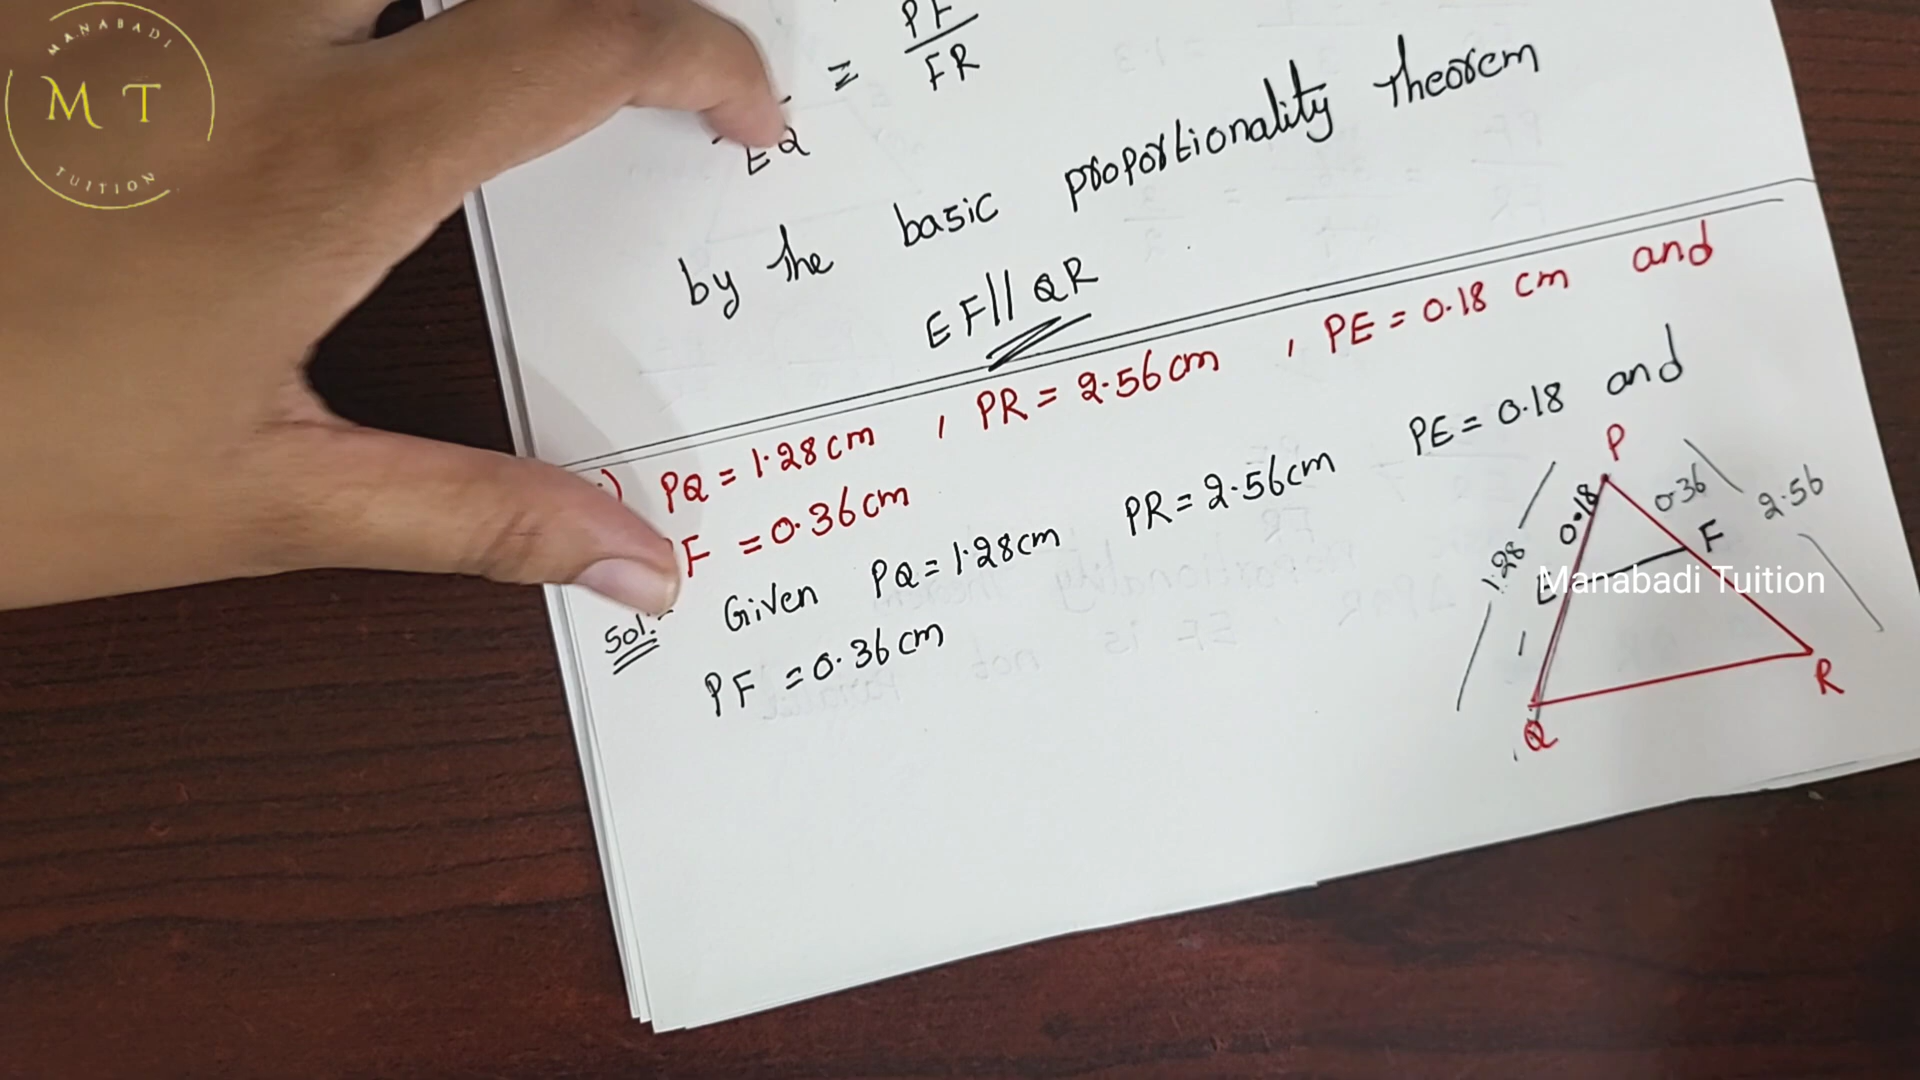 MANABADI
M T
TUITION
EQ = PF/FR
by the basic proportionality theorem
EF || QR
) PQ = 1.28 cm , PR = 2.56 cm , PE = 0.18 cm and
F = 0.36 cm
Sol:- Given PQ = 1.28 cm PR = 2.56 cm PE = 0.18 and
PF = 0.36 cm
P
0.18
0.36
2.56
1.28
E
F
Manabadi Tuition
Q
R